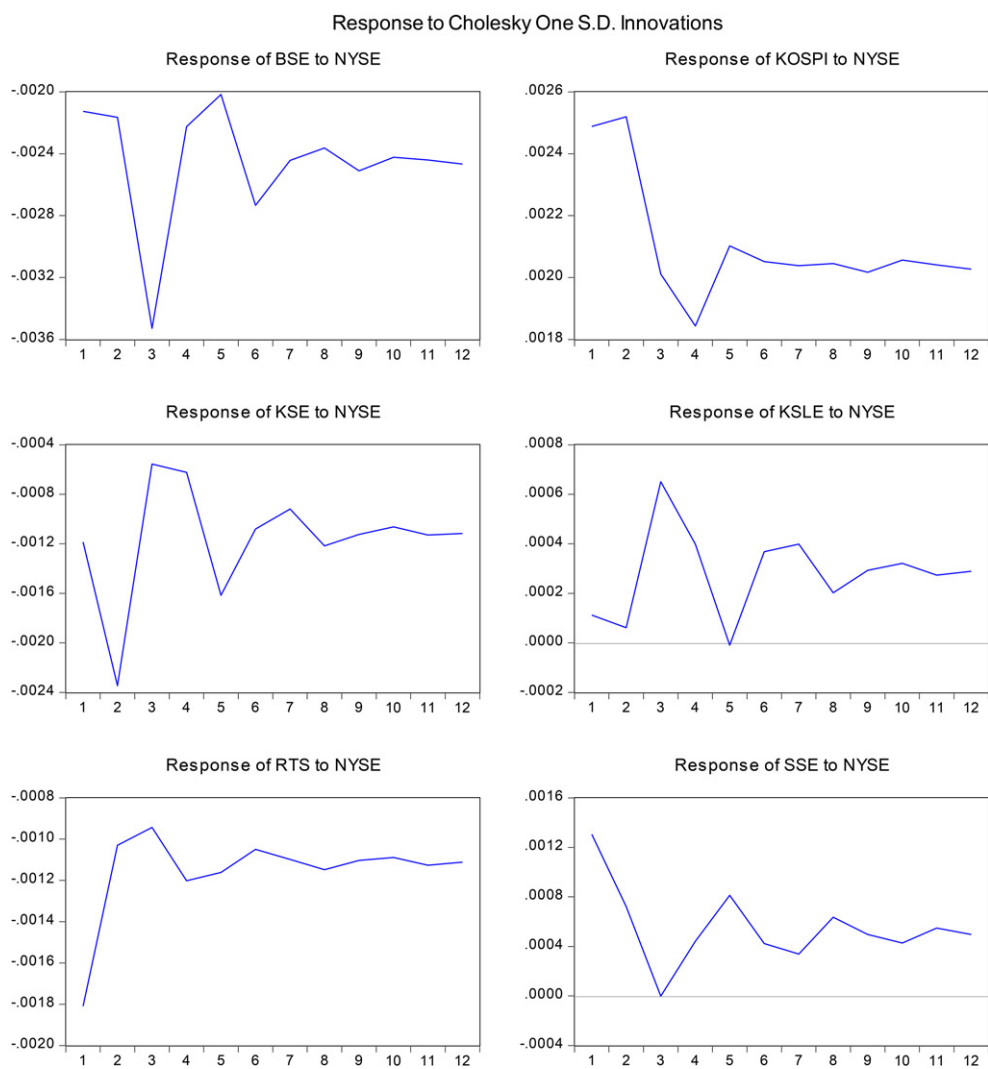 Response to Cholesky One S.D. Innovations
Response of BSE to NYSE
-.0020
-.0024
-.0028
-.0032
-.0036
1 2 3 4 5 6 7 8 9 10 11 12
Response of KOSPI to NYSE
.0026
.0024
.0022
.0020
.0018
1 2 3 4 5 6 7 8 9 10 11 12
Response of KSE to NYSE
-.0004
-.0008
-.0012
-.0016
-.0020
-.0024
1 2 3 4 5 6 7 8 9 10 11 12
Response of KSLE to NYSE
.0008
.0006
.0004
.0002
.0000
-.0002
1 2 3 4 5 6 7 8 9 10 11 12
Response of RTS to NYSE
-.0008
-.0010
-.0012
-.0014
-.0016
-.0018
-.0020
1 2 3 4 5 6 7 8 9 10 11 12
Response of SSE to NYSE
.0016
.0012
.0008
.0004
.0000
-.0004
1 2 3 4 5 6 7 8 9 10 11 12